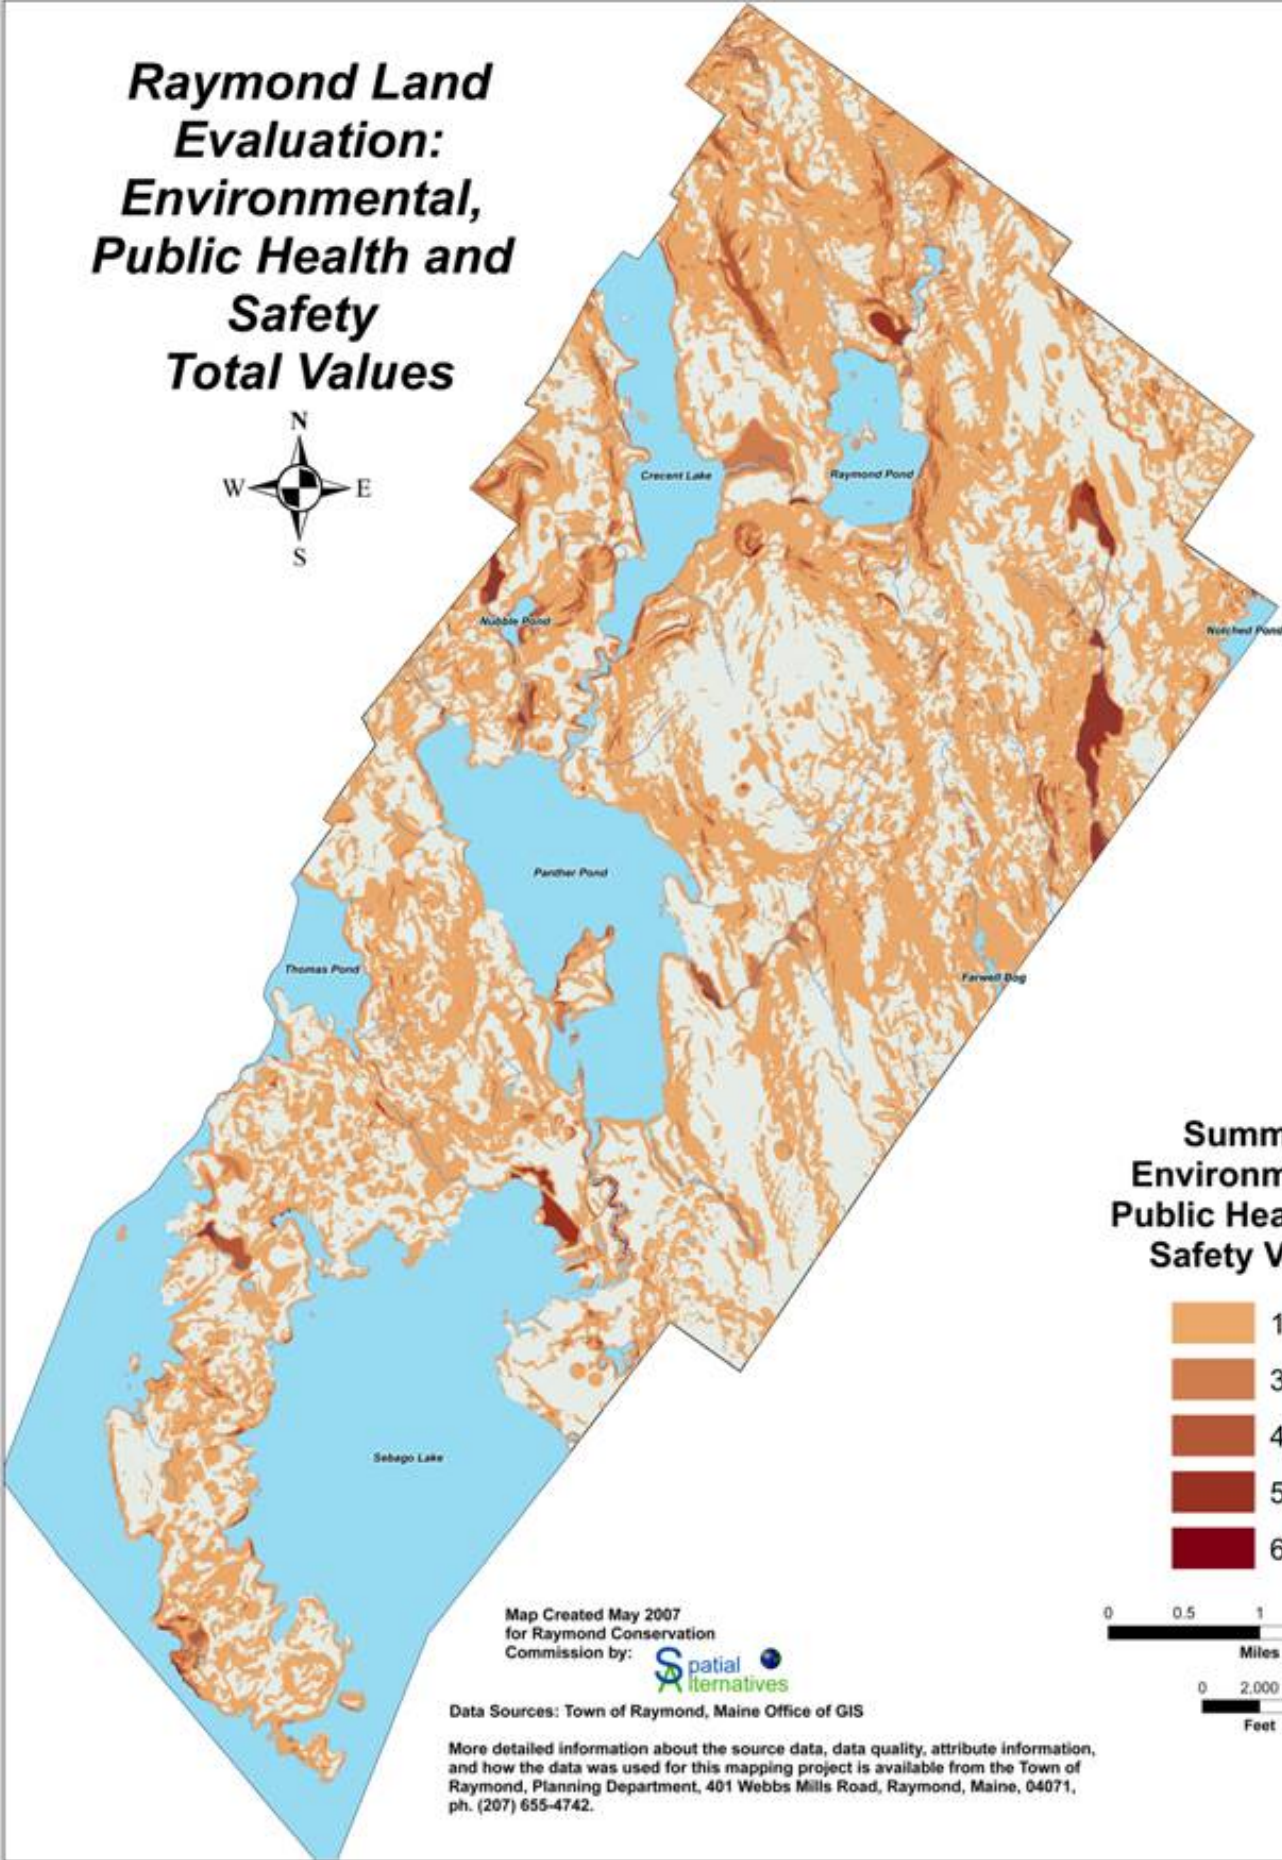 Raymond Land
Evaluation:
Environmental,
Public Health and
Safety
Total Values
N
W
E
S
Crecent Lake
Raymond Pond
Nubble Pond
Notched Pond
Panther Pond
Thomas Pond
Farwell Bog
Sebago Lake
Summ
Environm
Public Hea
Safety V
1
3
4
5
6
0 0.5 1
Miles
0 2,000
Feet
Map Created May 2007
for Raymond Conservation
Commission by:
Spatial
Alternatives
Data Sources: Town of Raymond, Maine Office of GIS
More detailed information about the source data, data quality, attribute information,
and how the data was used for this mapping project is available from the Town of
Raymond, Planning Department, 401 Webbs Mills Road, Raymond, Maine, 04071,
ph. (207) 655-4742.